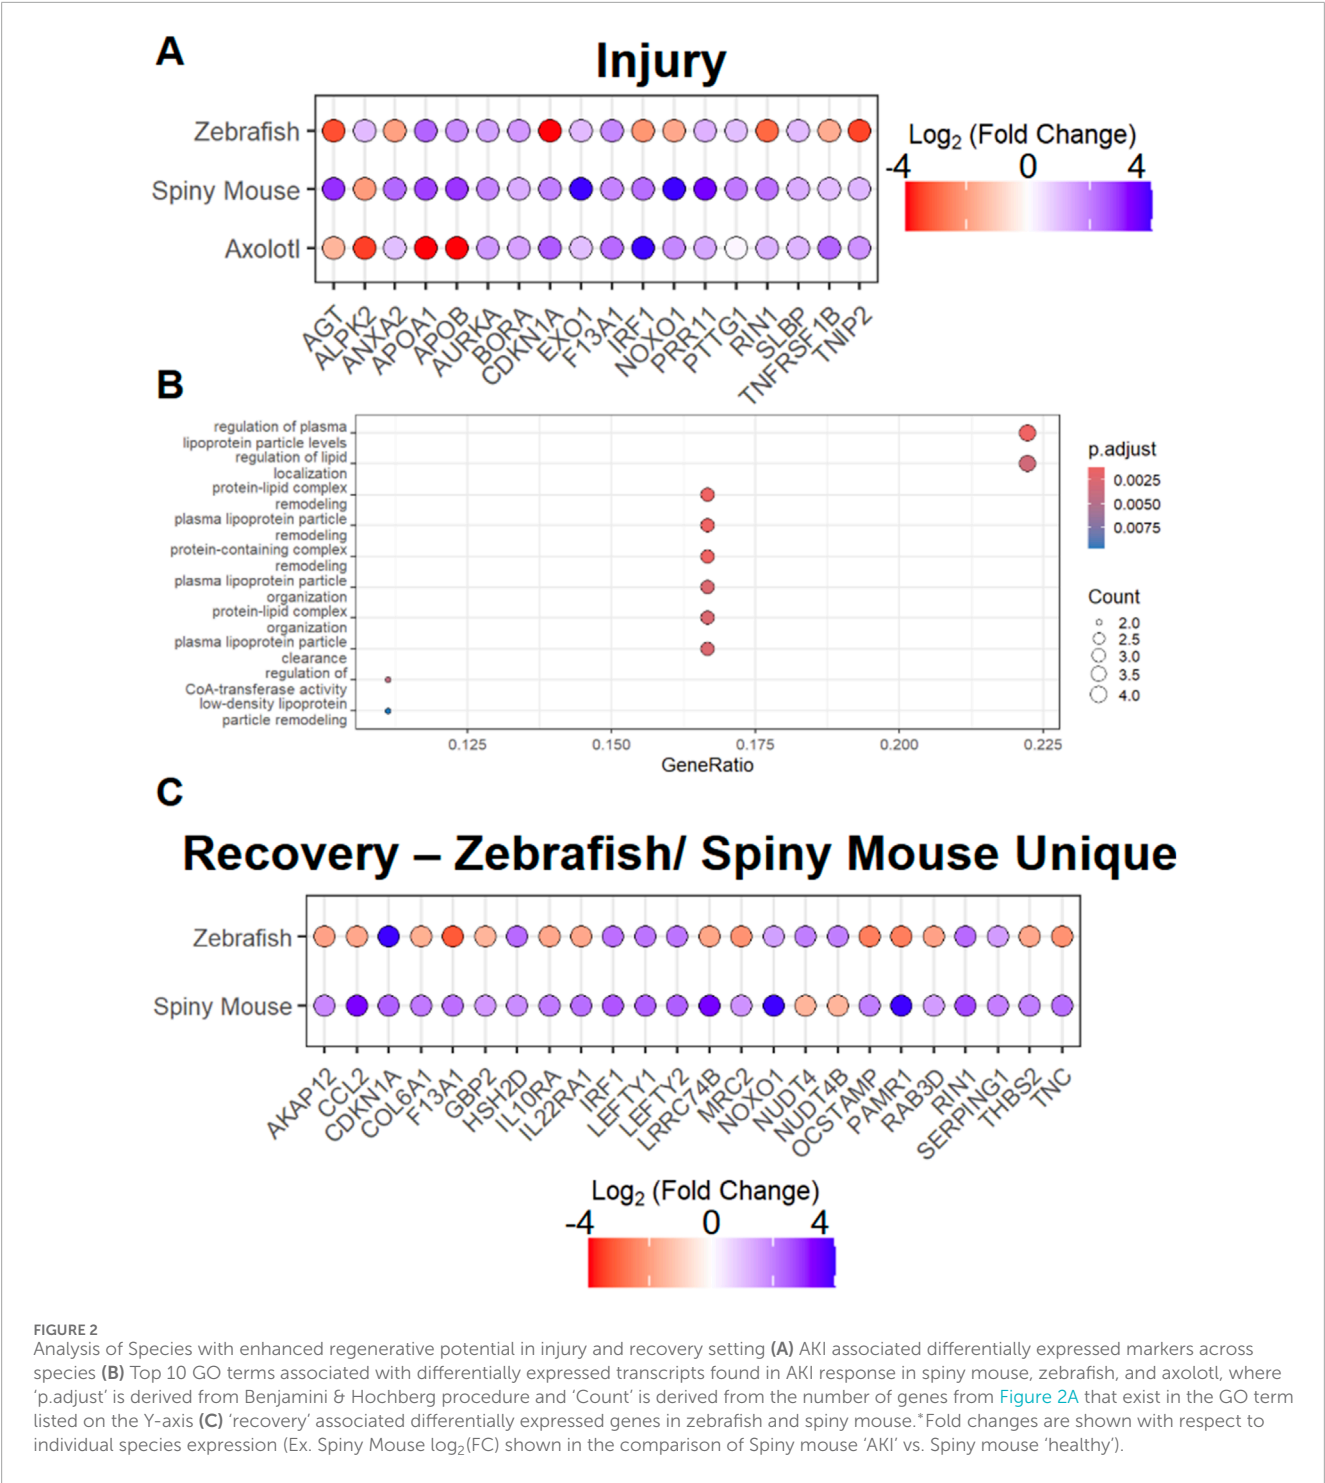 A
Injury
Zebrafish
Spiny Mouse
Axolotl
AGT
ALPK2
ANXA2
APOA1
APOB
AURKA
BORA
CDKN1A
EXO1
F13A1
IRF1
NOXO1
PRR11
PTTG1
RIN1
SLBP
TNFRSF1B
TNIP2
Log2 (Fold Change)
-4 0 4
B
regulation of plasma
lipoprotein particle levels
regulation of lipid
localization
protein-lipid complex
remodeling
plasma lipoprotein particle
remodeling
protein-containing complex
remodeling
plasma lipoprotein particle
organization
protein-lipid complex
organization
plasma lipoprotein particle
clearance
regulation of
CoA-transferase activity
low-density lipoprotein
particle remodeling
0.125 0.150 0.175 0.200 0.225
GeneRatio
p.adjust
0.0025
0.0050
0.0075
Count
2.0
2.5
3.0
3.5
4.0
C
Recovery – Zebrafish/ Spiny Mouse Unique
Zebrafish
Spiny Mouse
AKAP12
CCL2
CDKN1A
COL6A1
F13A1
GBP2
HSH2D
IL10RA
IL22RA1
IRF1
LEFTY1
LEFTY2
LRRC74B
MRC2
NOXO1
NUDT4
NUDT4B
OCSTAMP
PAMR1
RAB3D
RIN1
SERPING1
THBS2
TNC
Log2 (Fold Change)
-4 0 4
FIGURE 2
Analysis of Species with enhanced regenerative potential in injury and recovery setting (A) AKI associated differentially expressed markers across
species (B) Top 10 GO terms associated with differentially expressed transcripts found in AKI response in spiny mouse, zebrafish, and axolotl, where
‘p.adjust’ is derived from Benjamini & Hochberg procedure and ‘Count’ is derived from the number of genes from Figure 2A that exist in the GO term
listed on the Y-axis (C) ‘recovery’ associated differentially expressed genes in zebrafish and spiny mouse.*Fold changes are shown with respect to
individual species expression (Ex. Spiny Mouse log2(FC) shown in the comparison of Spiny mouse ‘AKI’ vs. Spiny mouse ‘healthy’).